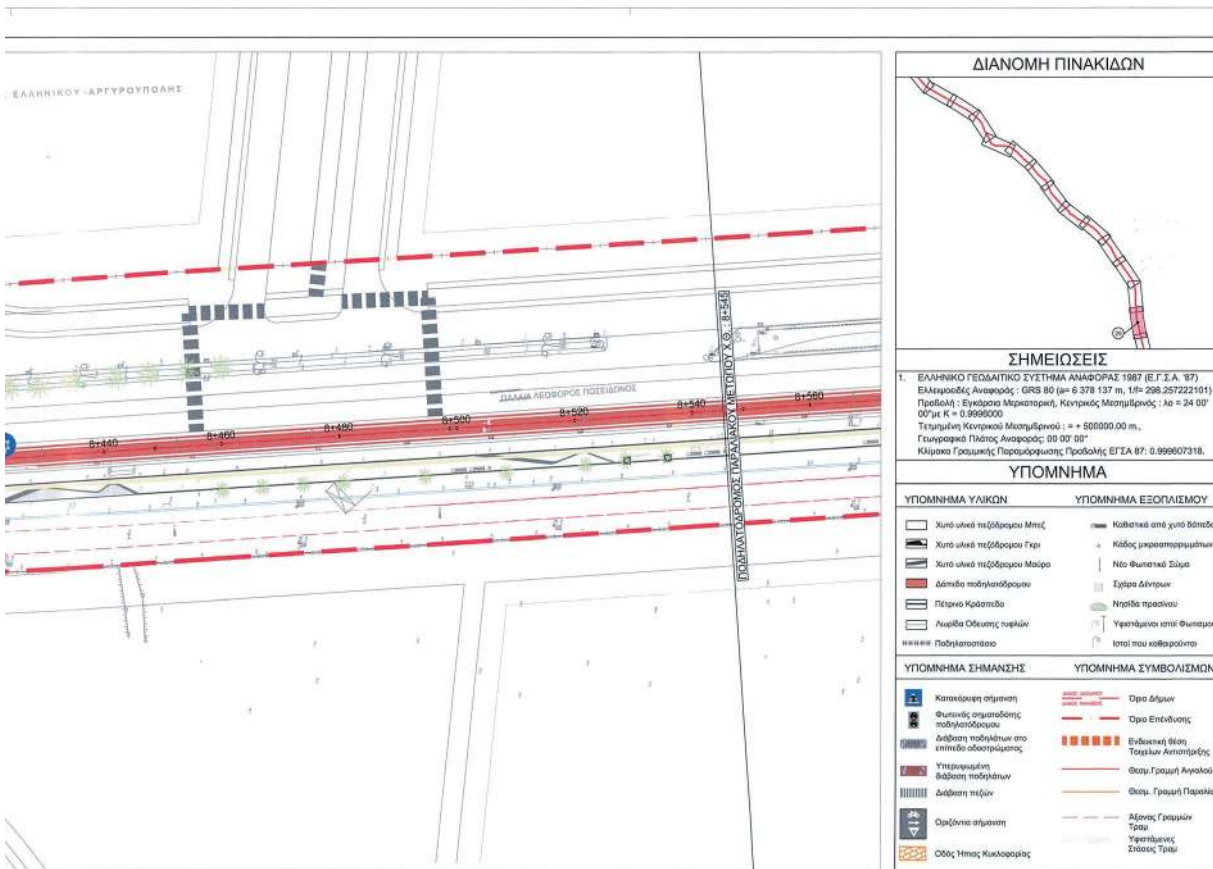 Σ ΕΛΛΗΝΙΚΟΥ-ΑΡΓΥΡΟΥΠΟΛΗΣ
ΠΑΛΑΙΑ ΛΕΩΦΟΡΟΣ ΠΟΣΕΙΔΩΝΟΣ
8+440
8+460
8+480
8+500
8+520
8+540
8+560
ΠΟΔΗΛΑΤΟΔΡΟΜΟΣ ΠΑΡΑΛΙΑΚΟΥ ΜΕΤΩΠΟΥ Χ.Θ. : 8+545
ΔΙΑΝΟΜΗ ΠΙΝΑΚΙΔΩΝ
ΣΗΜΕΙΩΣΕΙΣ
1. ΕΛΛΗΝΙΚΟ ΓΕΩΔΑΙΤΙΚΟ ΣΥΣΤΗΜΑ ΑΝΑΦΟΡΑΣ 1987 (Ε.Γ.Σ.Α. '87)
Ελλειψοειδές Αναφοράς : GRS 80 (a= 6 378 137 m, 1/f= 298.257222101)
Προβολή : Εγκάρσια Μερκατορική, Κεντρικός Μεσημβρινός : λο = 24 00'
00"με Κ = 0.9996000
Τετμημένη Κεντρικού Μεσημβρινού : = + 500000.00 m.,
Γεωγραφικό Πλάτος Αναφοράς: 00 00' 00"
Κλίμακα Γραμμικής Παραμόρφωσης Προβολής ΕΓΣΑ 87: 0.999607318.
ΥΠΟΜΝΗΜΑ
ΥΠΟΜΝΗΜΑ ΥΛΙΚΩΝ
Χυτό υλικό πεζόδρομου Μπεζ
Χυτό υλικό πεζόδρομου Γκρι
Χυτό υλικό πεζόδρομου Μαύρο
Δάπεδο ποδηλατοδρόμου
Πέτρινο Κράσπεδο
Λωρίδα Οδευσης τυφλών
Ποδηλατοστάσιο
ΥΠΟΜΝΗΜΑ ΕΞΟΠΛΙΣΜΟΥ
Καθιστικά από χυτό δάπεδο
Κάδος μικροαπορριμμάτων
Νέο Φωτιστικό Σώμα
Σχάρα Δέντρων
Νησίδα πρασίνου
Υφιστάμενοι ιστοί Φωτισμού
Ιστοί που καθαιρούνται
ΥΠΟΜΝΗΜΑ ΣΗΜΑΝΣΗΣ
Κατακόρυφη σήμανση
Φωτεινός σηματοδότης
ποδηλατοδρόμου
Διάβαση ποδηλάτων στο
επίπεδο οδοστρώματος
Υπερυψωμένη
διάβαση ποδηλάτων
Διάβαση πεζών
Οριζόντια σήμανση
Οδός Ήπιας Κυκλοφορίας
ΥΠΟΜΝΗΜΑ ΣΥΜΒΟΛΙΣΜΩΝ
Όριο Δήμων
Όριο Επένδυσης
Ενδεικτική θέση
Τοιχείων Αντιστήριξης
Θεσμ.Γραμμή Αιγιαλού
Θεσμ. Γραμμή Παραλίας
Άξονας Γραμμών
Τραμ
Υφιστάμενες
Στάσεις Τραμ